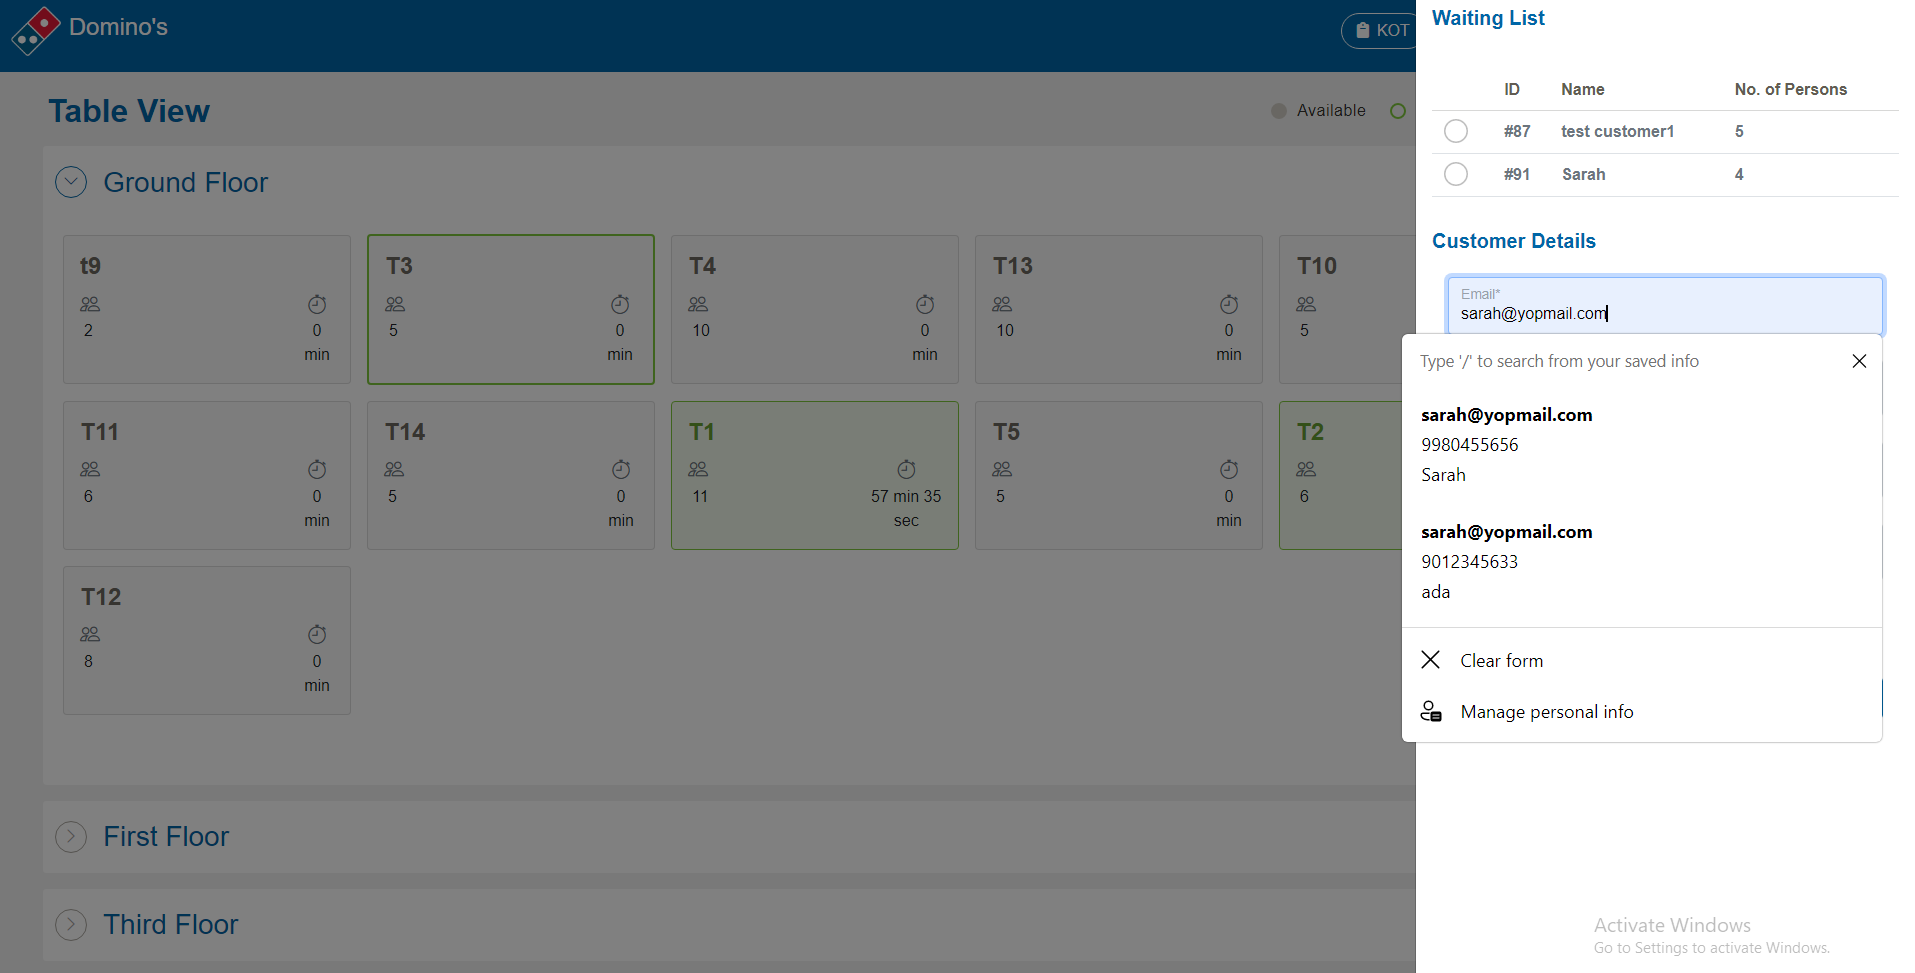 Domino's
KOT
Table View
Available
Ground Floor
t9
2
0
min
T3
5
0
min
T4
10
0
min
T13
10
0
min
T10
5
T11
6
0
min
T14
5
0
min
T1
11
57 min 35
sec
T5
5
0
min
T2
6
T12
8
0
min
First Floor
Third Floor
Waiting List
ID Name No. of Persons
#87 test customer1 5
#91 Sarah 4
Customer Details
Email*
sarah@yopmail.com
Type '/' to search from your saved info
sarah@yopmail.com
9980455656
Sarah
sarah@yopmail.com
9012345633
ada
Clear form
Manage personal info
Activate Windows
Go to Settings to activate Windows.